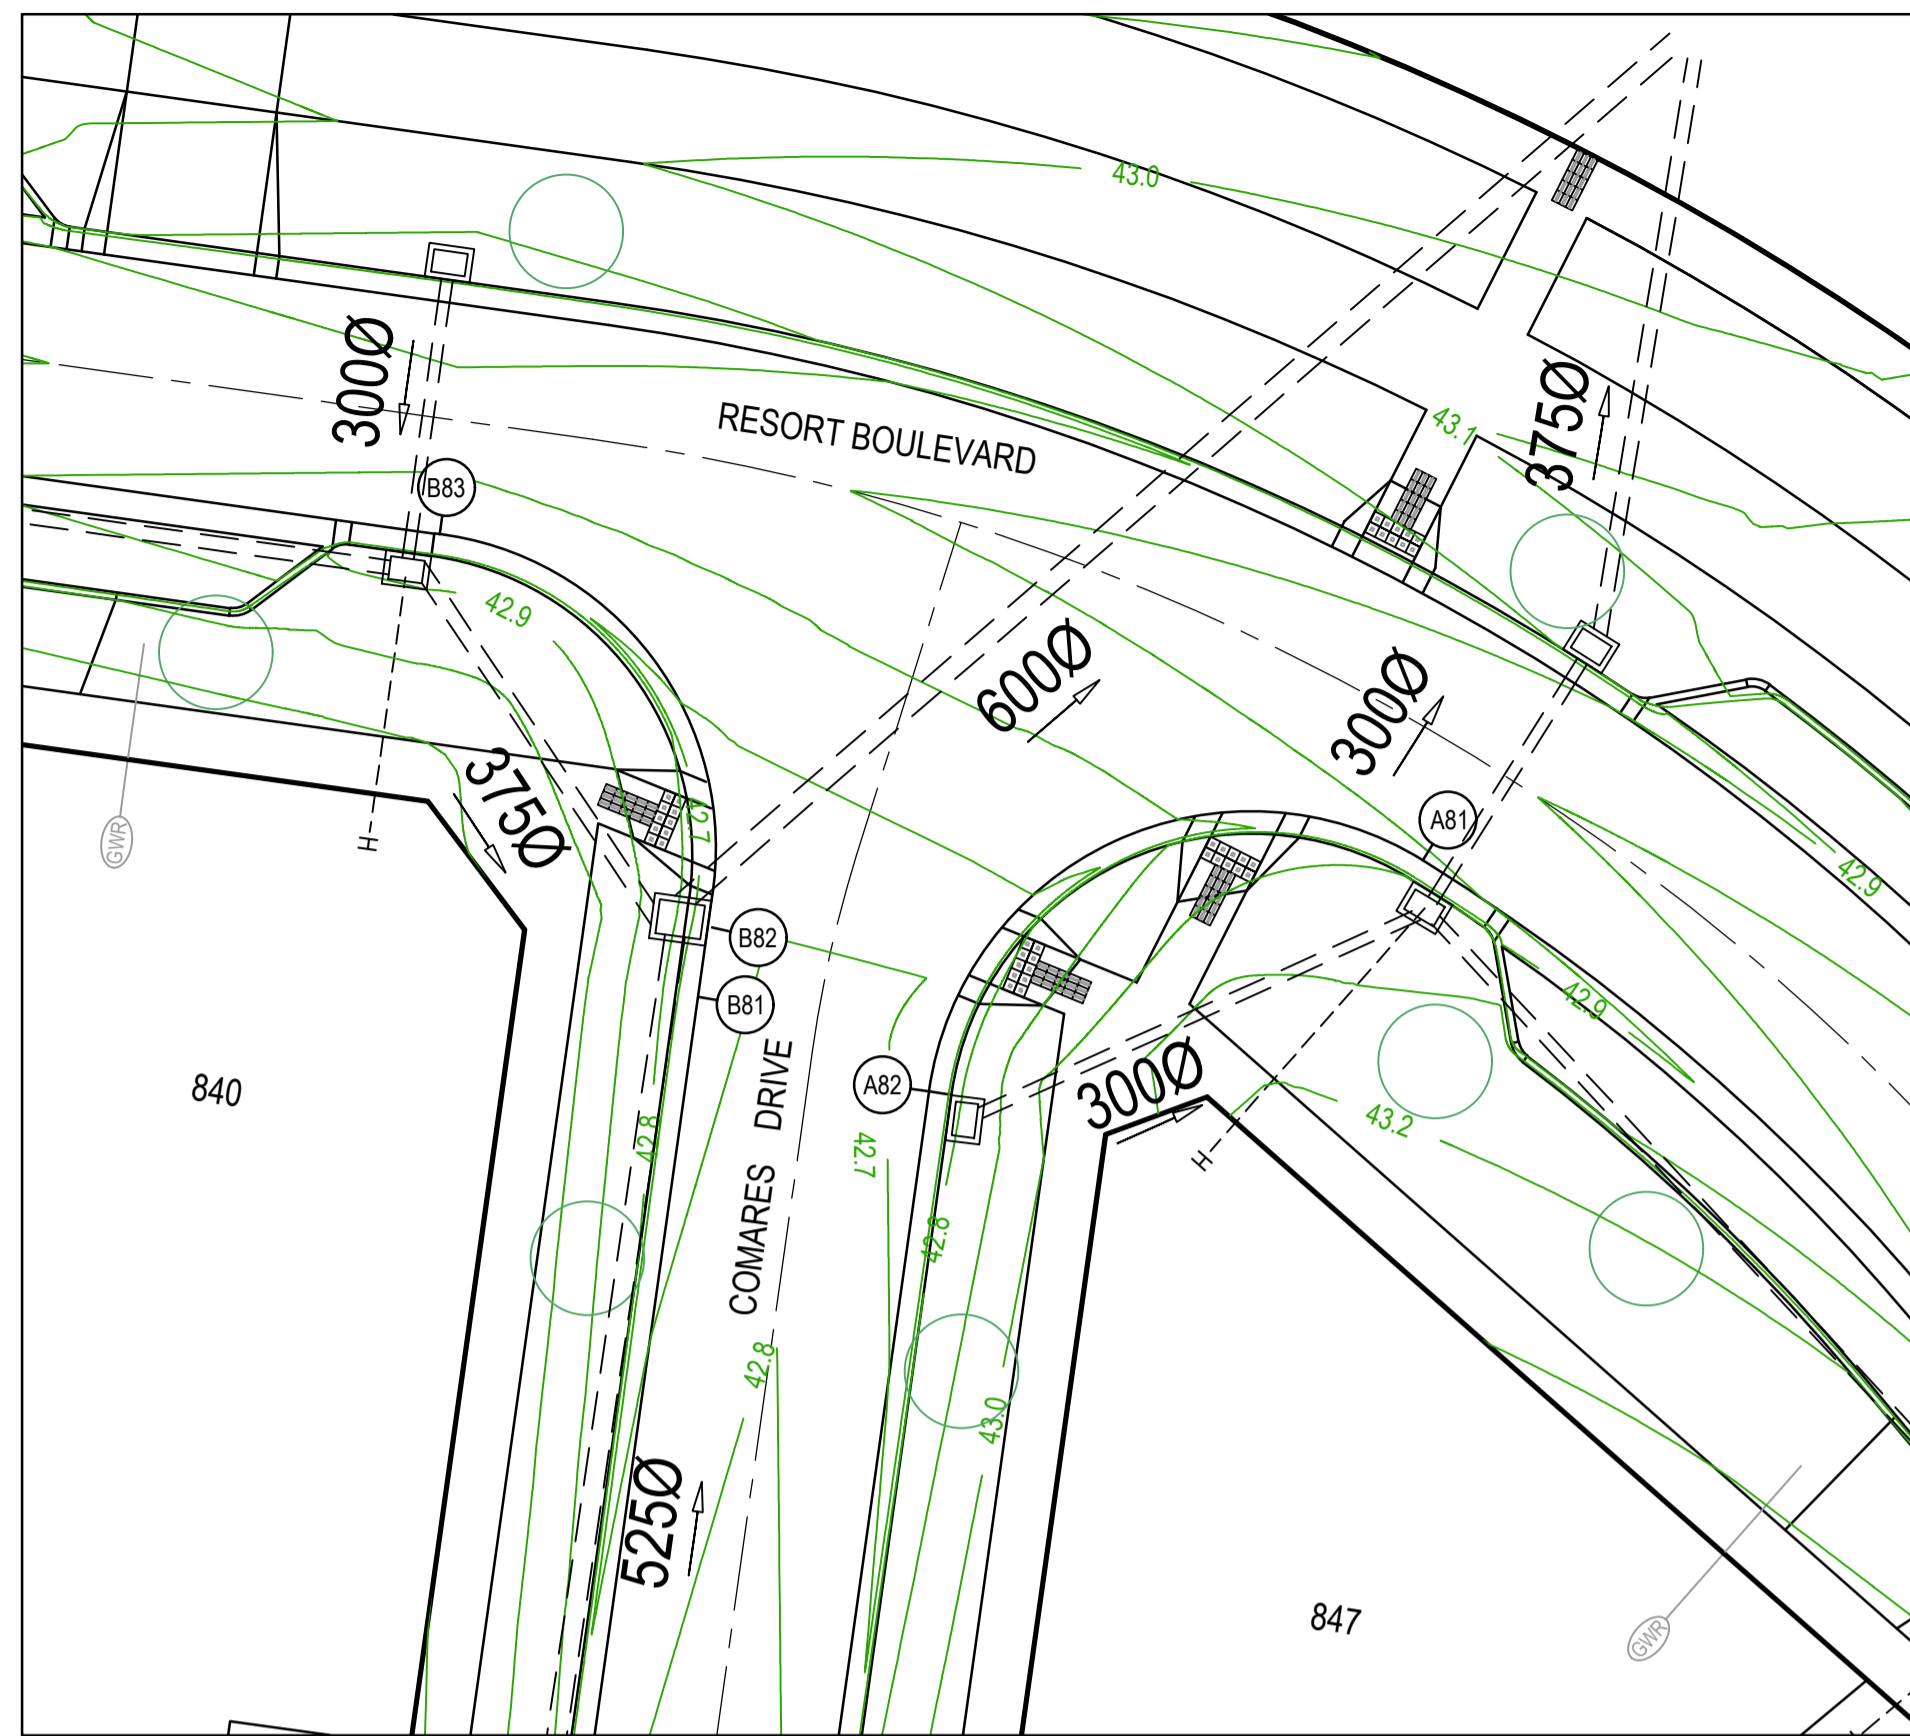 43.0
300Ø
RESORT BOULEVARD
43.1
375Ø
B83
42.9
600Ø
300Ø
375Ø
42.7
A81
42.9
GWR
H
B82
B81
42.9
840
A82
300Ø
43.2
H
42.8
42.7
COMARES DRIVE
42.8
42.8
43.0
525Ø
847
GWR